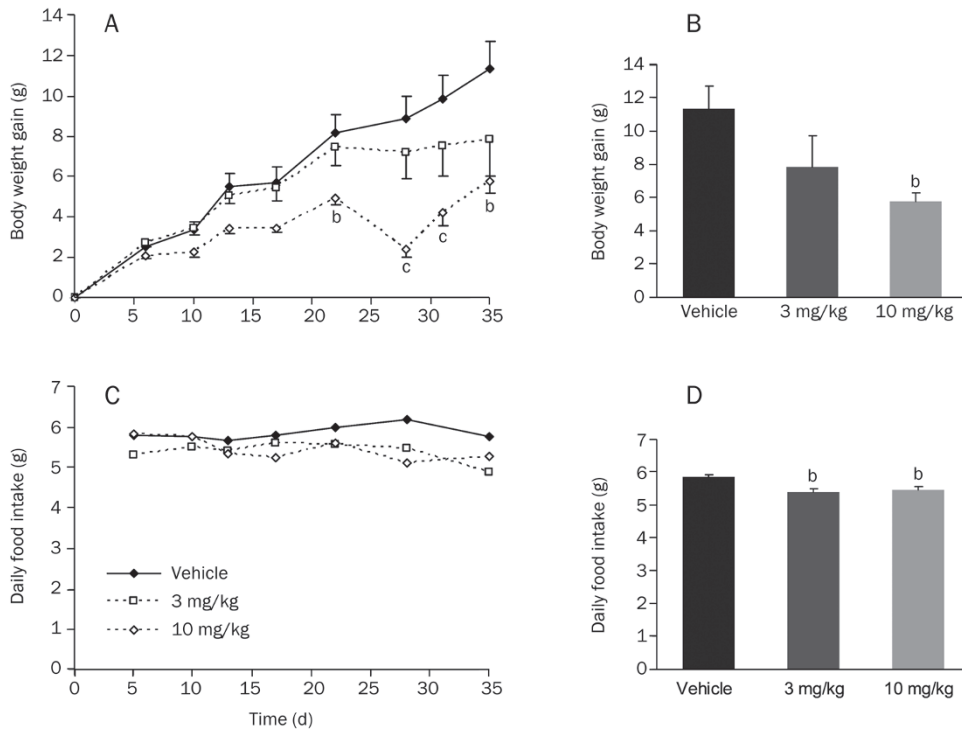 A
Body weight gain (g)
14
12
10
8
6
4
2
0
b
c
c
b
0 5 10 15 20 25 30 35
B
Body weight gain (g)
14
12
10
8
6
4
2
0
b
Vehicle 3 mg/kg 10 mg/kg
C
Daily food intake (g)
7
6
5
4
3
2
1
0
Vehicle
3 mg/kg
10 mg/kg
0 5 10 15 20 25 30 35
Time (d)
D
Daily food intake (g)
7
6
5
4
3
2
1
0
b b
Vehicle 3 mg/kg 10 mg/kg